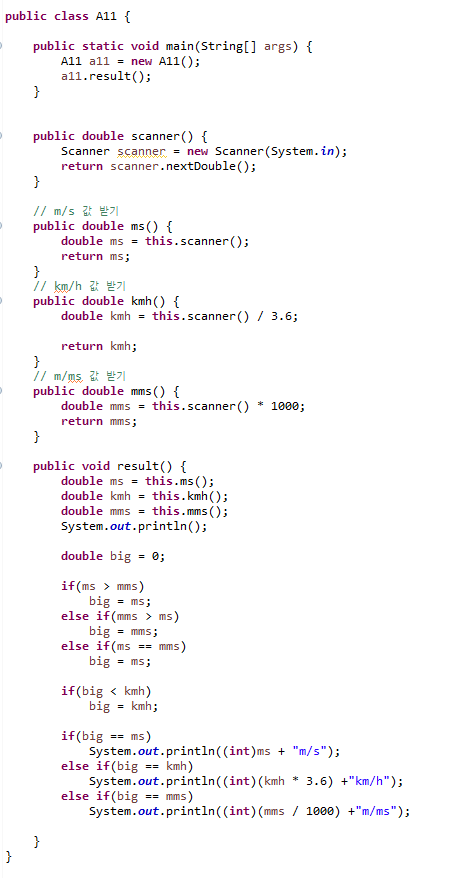 public class A11 {
public static void main(String[] args) {
A11 a11 = new A11();
a11.result();
}
public double scanner() {
Scanner scanner = new Scanner(System.in);
return scanner.nextDouble();
}
// m/s 값 받기
public double ms() {
double ms = this.scanner();
return ms;
}
// km/h 값 받기
public double kmh() {
double kmh = this.scanner() / 3.6;
return kmh;
}
// m/ms 값 받기
public double mms() {
double mms = this.scanner() * 1000;
return mms;
}
public void result() {
double ms = this.ms();
double kmh = this.kmh();
double mms = this.mms();
System.out.println();
double big = 0;
if(ms > mms)
big = ms;
else if(mms > ms)
big = mms;
else if(ms == mms)
big = ms;
if(big < kmh)
big = kmh;
if(big == ms)
System.out.println((int)ms + "m/s");
else if(big == kmh)
System.out.println((int)(kmh * 3.6) +"km/h");
else if(big == mms)
System.out.println((int)(mms / 1000) +"m/ms");
}
}